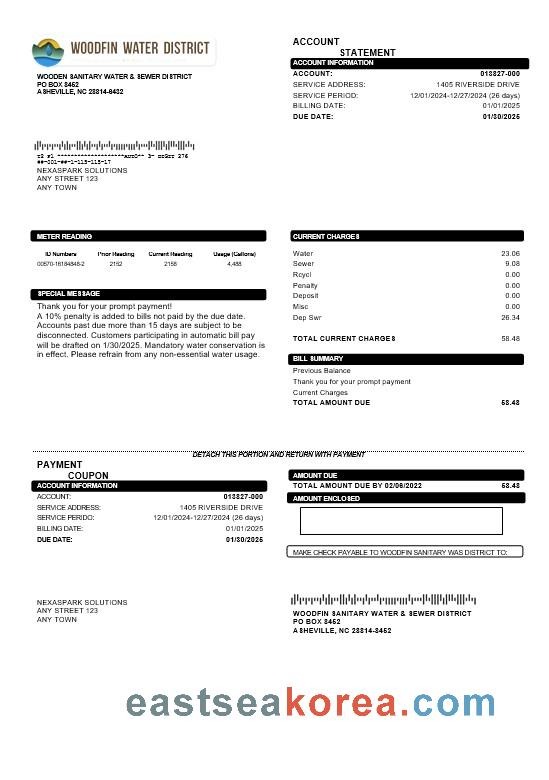 WOODFIN WATER DISTRICT
WOODEN SANITARY WATER & SEWER DISTRICT
PO BOX 8452
ASHEVILLE, NC 28814-8432
ACCOUNT
STATEMENT
ACCOUNT INFORMATION
ACCOUNT: 013827-000
SERVICE ADDRESS: 1405 RIVERSIDE DRIVE
SERVICE PERIOD: 12/01/2024-12/27/2024 (26 days)
BILLING DATE: 01/01/2025
DUE DATE: 01/30/2025
NEXASPARK SOLUTIONS
ANY STREET 123
ANY TOWN
METER READING
ID Numbers Prior Reading Current Reading Usage (Gallons)
00570-16184848-2 2152 2158 4,488
SPECIAL MESSAGE
Thank you for your prompt payment!
A 10% penalty is added to bills not paid by the due date.
Accounts past due more than 15 days are subject to
disconnected. Customers participating in automatic bill pay
will be drafted on 1/30/2025. Mandatory water conservation is
in effect. Please refrain from any non-essential water usage.
CURRENT CHARGES
Water 23.06
Sewer 9.08
Rcycl 0.00
Penalty 0.00
Deposit 0.00
Misc 0.00
Dep Swr 26.34
TOTAL CURRENT CHARGES 58.48
BILL SUMMARY
Previous Balance
Thank you for your prompt payment
Current Charges
TOTAL AMOUNT DUE 58.48
DETACH THIS PORTION AND RETURN WITH PAYMENT
PAYMENT
COUPON
ACCOUNT INFORMATION
ACCOUNT: 013827-000
SERVICE ADDRESS: 1405 RIVERSIDE DRIVE
SERVICE PERIDO: 12/01/2024-12/27/2024 (26 days)
BILLING DATE: 01/01/2025
DUE DATE: 01/30/2025
AMOUNT DUE
TOTAL AMOUNT DUE BY 02/06/2022 58.48
AMOUNT ENCLOSED
MAKE CHECK PAYABLE TO WOODFIN SANITARY WAS DISTRICT TO:
NEXASPARK SOLUTIONS
ANY STREET 123
ANY TOWN
WOODFIN SANITARY WATER & SEWER DISTRICT
PO BOX 8452
ASHEVILLE, NC 28814-8452
eastseakorea.com